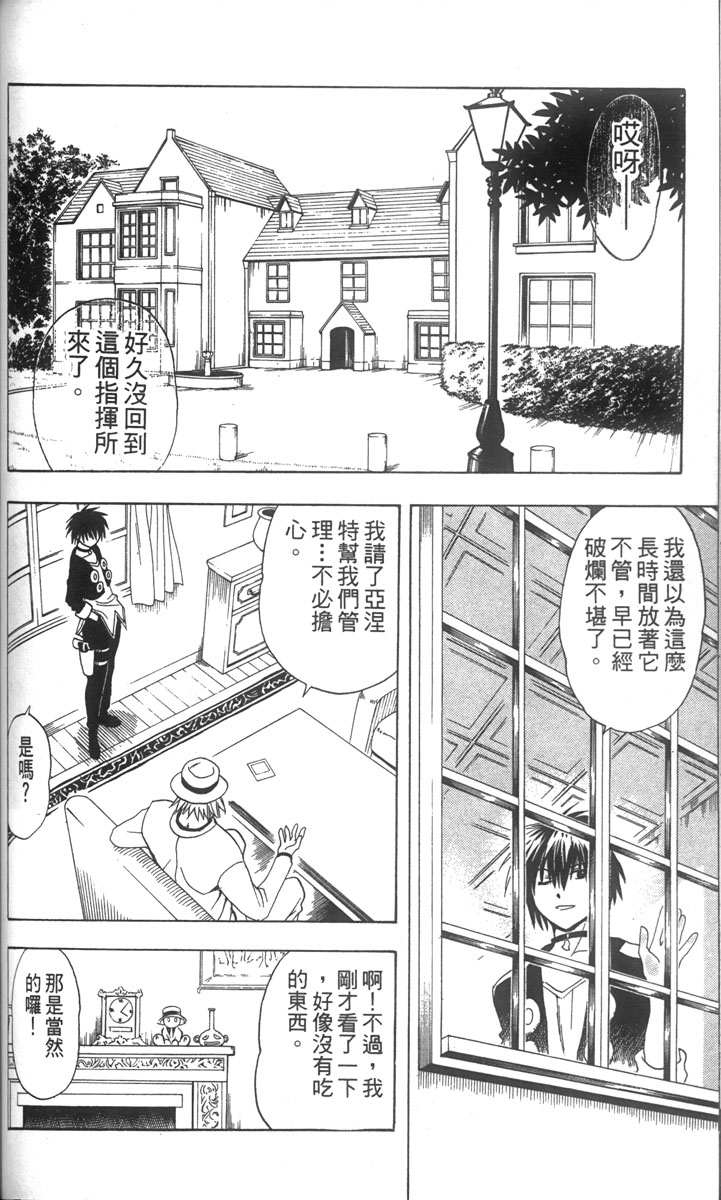 哎呀——
好久沒回到
這個指揮所
來了。
我還以為這麼
長時間放著它
不管，早已經
破爛不堪了。
我請了亞涅
特幫我們管
理…不必擔
心。
是嗎？
啊！不過，我
剛才看了一下
，好像沒有吃
的東西。
那是當然
的囉！